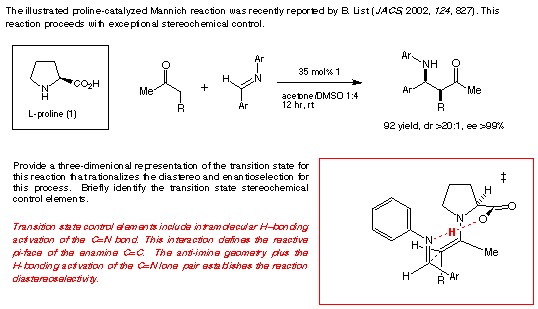 The illustrated proline-catalyzed Mannich reaction was recently reported by B. List (JACS, 2002, 124, 827). This
reaction proceeds with exceptional stereochemical control.
N
H
CO2H
L-proline (1)
O
Me
R
+
Ar
N
H
Ar
35 mol% 1
acetone/DMSO 1:4
12 hr, rt
Ar
NH
O
Ar
Me
R
92 yield, dr >20:1, ee >99%
Provide a three-dimenional representation of the transition state for
this reaction that rationalizes the diastereo and enantioselection for
this process. Briefly identify the transition state stereochemical
control elements.
Transition state control elements include intramolecular H–bonding
activation of the C=N bond. This interaction defines the reactive
pi-face of the enamine C=C. The anti-imine geometry plus the
H-bonding activation of the C=N lone pair establishes the reaction
diastereoselectivity.
‡
H
N
O
O
H
N
H
Me
H
R
Ar